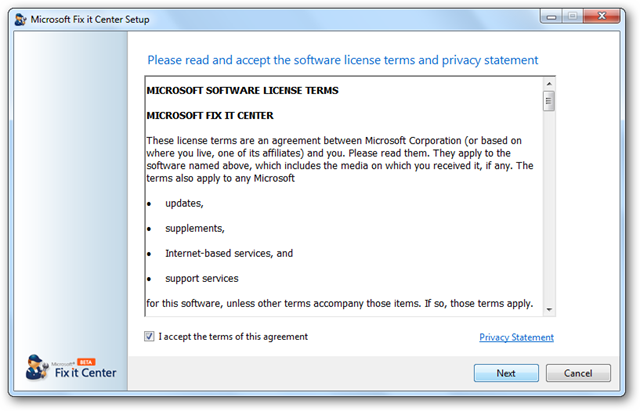 Microsoft Fix it Center Setup
Please read and accept the software license terms and privacy statement
MICROSOFT SOFTWARE LICENSE TERMS
MICROSOFT FIX IT CENTER
These license terms are an agreement between Microsoft Corporation (or based on
where you live, one of its affiliates) and you. Please read them. They apply to the
software named above, which includes the media on which you received it, if any. The
terms also apply to any Microsoft
• updates,
• supplements,
• Internet-based services, and
• support services
for this software, unless other terms accompany those items. If so, those terms apply.
I accept the terms of this agreement
Privacy Statement
Microsoft® BETA
Fix it Center
Next
Cancel